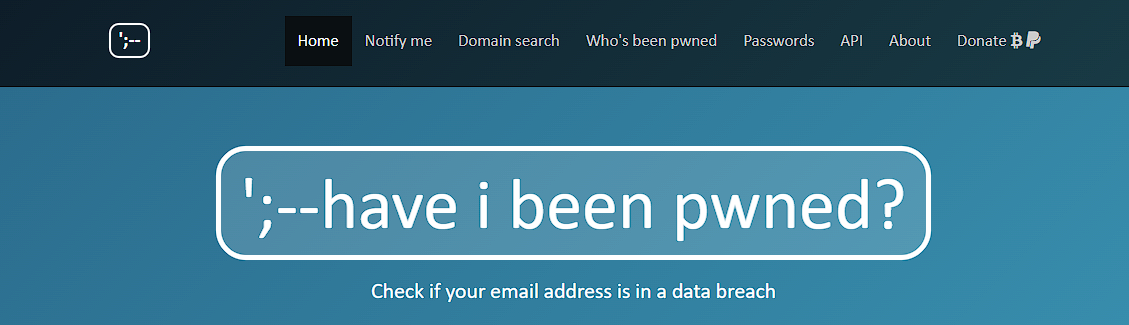 ';--
Home Notify me Domain search Who's been pwned Passwords API About Donate
';--have i been pwned?
Check if your email address is in a data breach